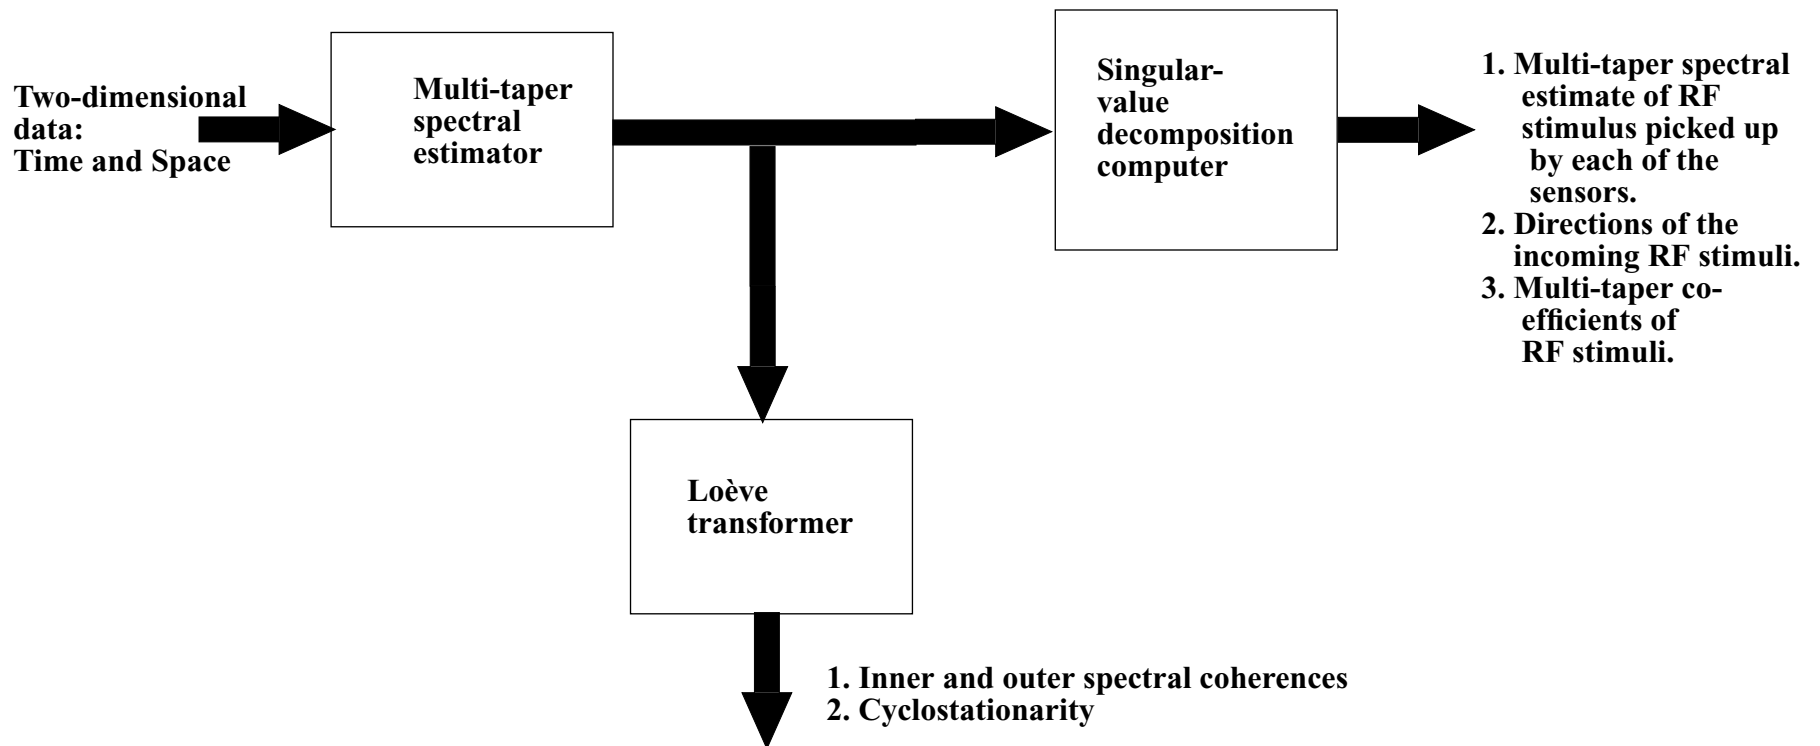 Two-dimensional
data:
Time and Space
Multi-taper
spectral
estimator
Singular-
value
decomposition
computer
1. Multi-taper spectral
estimate of RF
stimulus picked up
by each of the
sensors.
2. Directions of the
incoming RF stimuli.
3. Multi-taper co-
efficients of
RF stimuli.
Loève
transformer
1. Inner and outer spectral coherences
2. Cyclostationarity